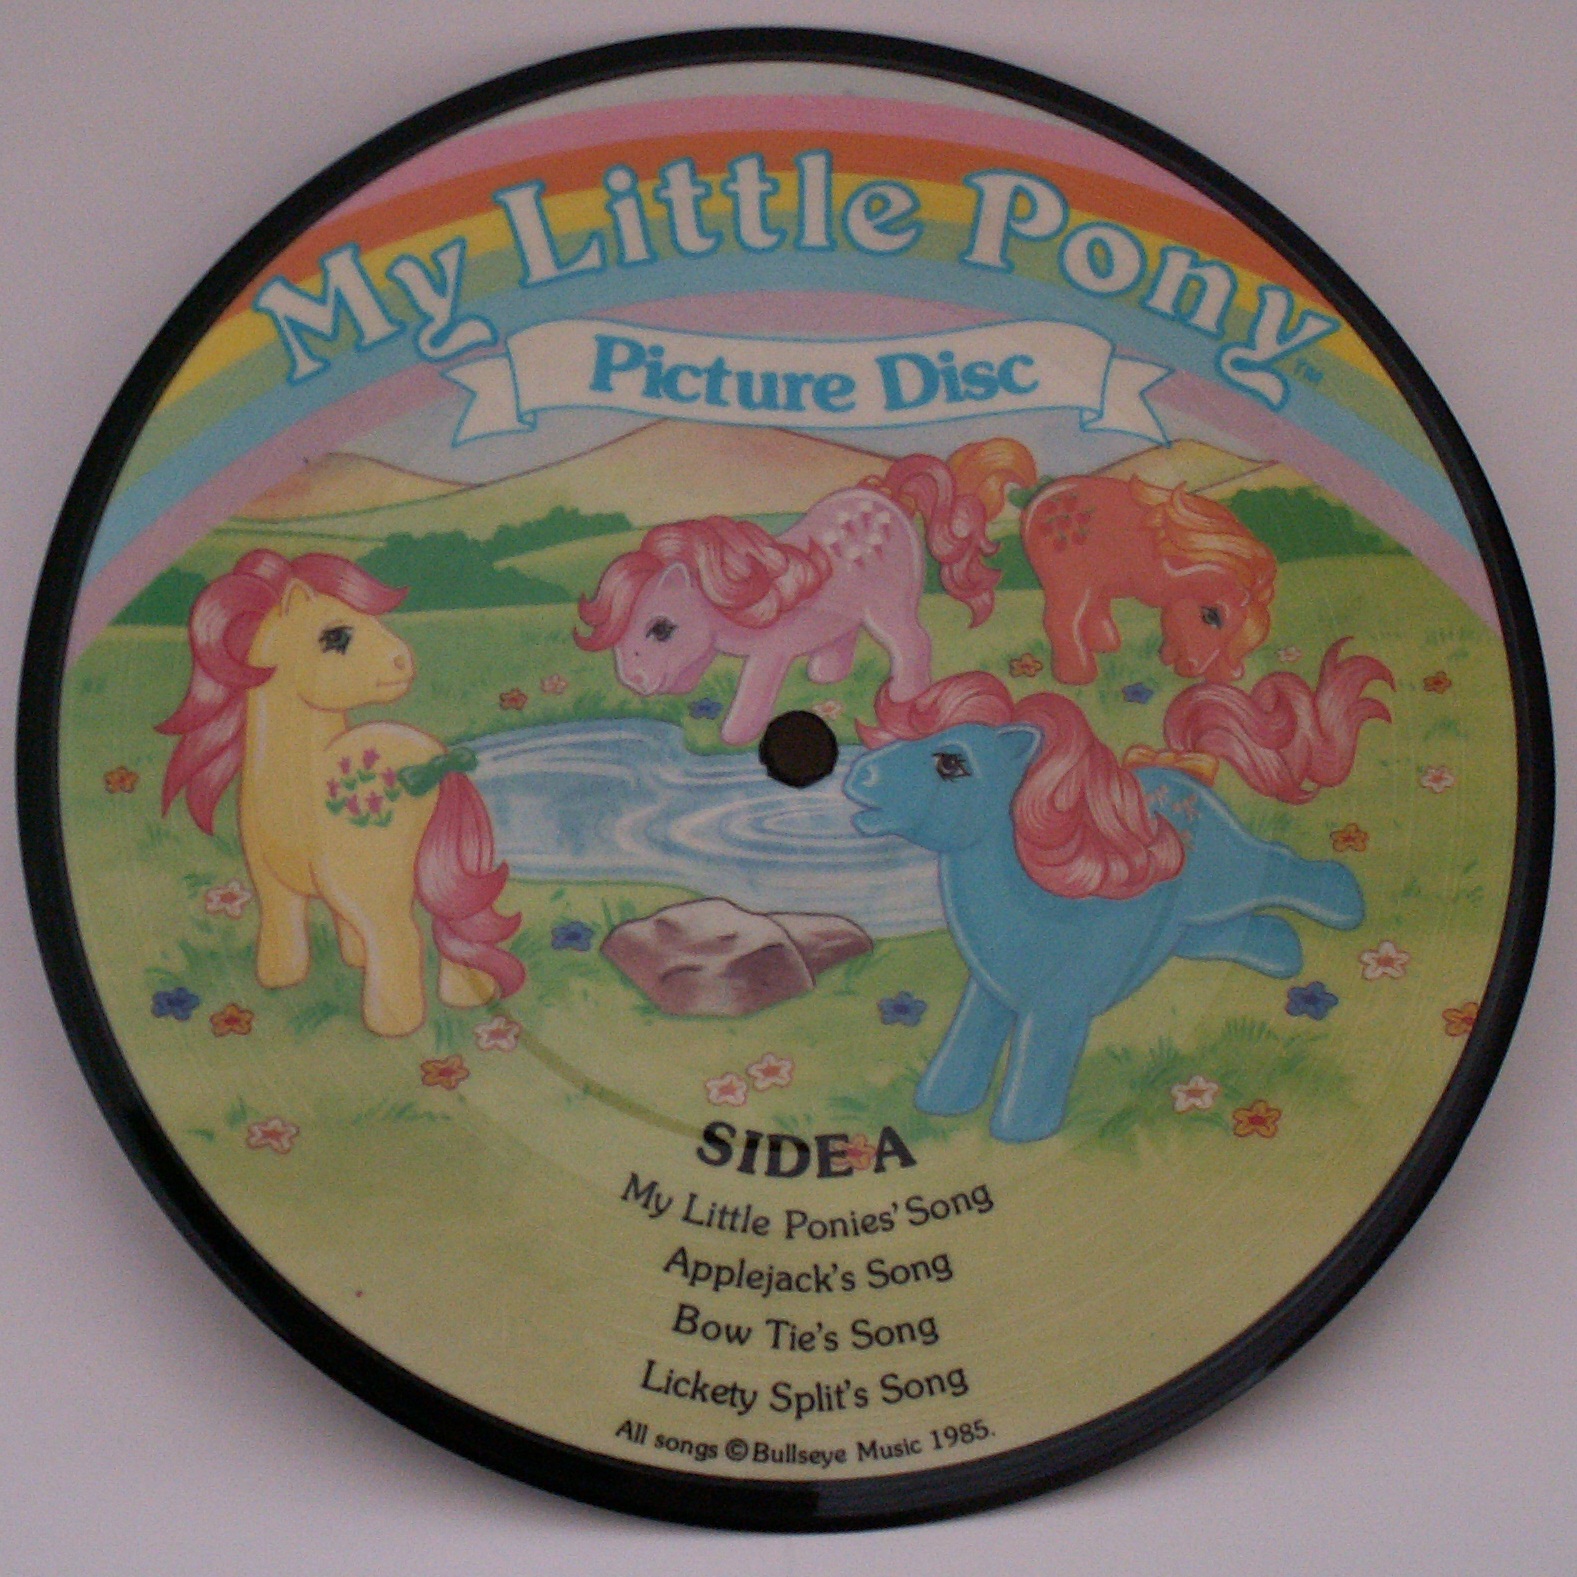 My Little Pony™
Picture Disc
SIDE A
My Little Ponies' Song
Applejack's Song
Bow Tie's Song
Lickety Split's Song
All songs ©Bullseye Music 1985.